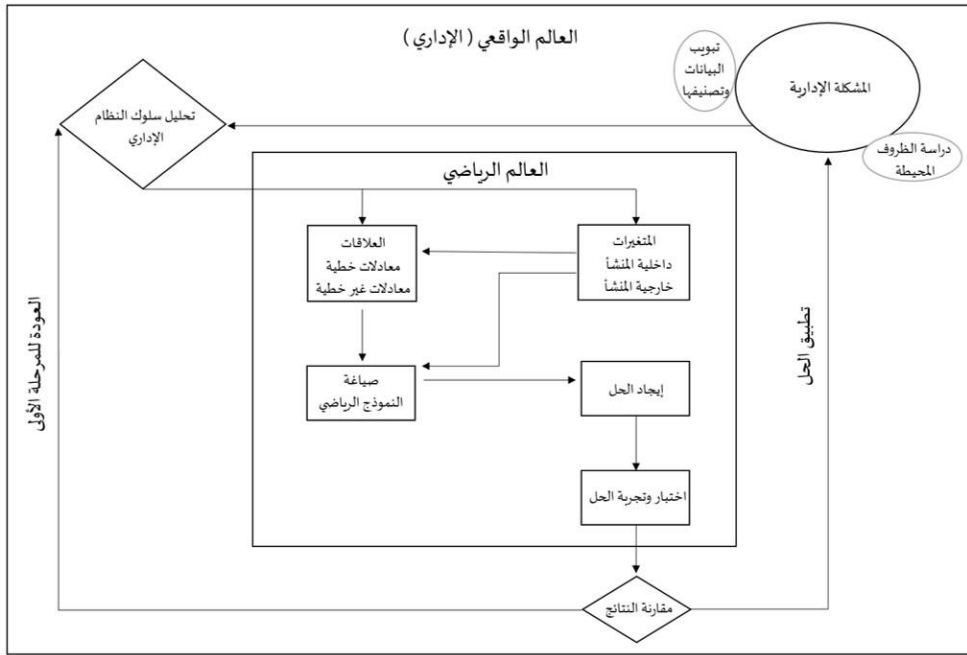 العالم الواقعي ( الإداري )
تبويب
البيانات
وتصنيفها
المشكلة الإدارية
دراسة الظروف
المحيطة
تحليل سلوك النظام
الإداري
العالم الرياضي
المتغيرات
داخلية المنشأ
خارجية المنشأ
العلاقات
معادلات خطية
معادلات غير خطية
صياغة
النموذج الرياضي
إيجاد الحل
اختبار وتجربة الحل
مقارنة النتائج
تطبيق الحل
العودة للمرحلة الأولى